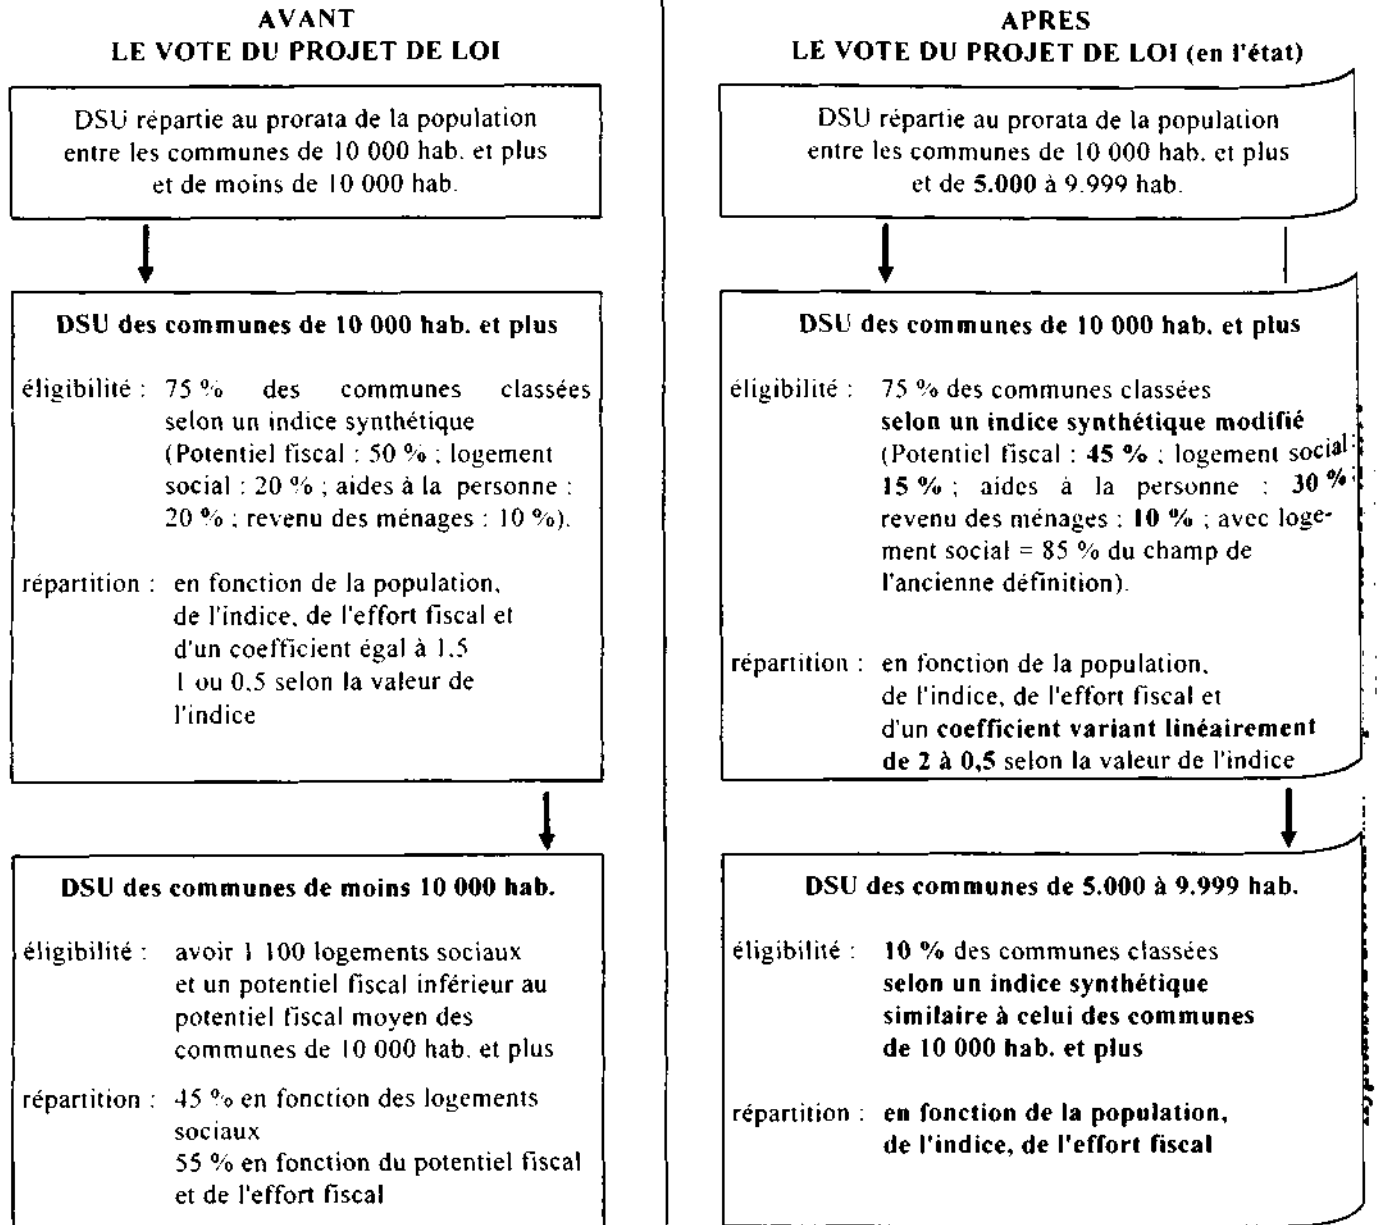 AVANT
LE VOTE DU PROJET DE LOI
DSU répartie au prorata de la population
entre les communes de 10 000 hab. et plus
et de moins de 10 000 hab.
DSU des communes de 10 000 hab. et plus
éligibilité : 75 % des communes classées
selon un indice synthétique
(Potentiel fiscal : 50 % ; logement
social : 20 % ; aides à la personne :
20 % ; revenu des ménages : 10 %).
répartition : en fonction de la population,
de l'indice, de l'effort fiscal et
d'un coefficient égal à 1,5
1 ou 0,5 selon la valeur de
l'indice
DSU des communes de moins 10 000 hab.
éligibilité : avoir 1 100 logements sociaux
et un potentiel fiscal inférieur au
potentiel fiscal moyen des
communes de 10 000 hab. et plus
répartition : 45 % en fonction des logements
sociaux
55 % en fonction du potentiel fiscal
et de l'effort fiscal
APRES
LE VOTE DU PROJET DE LOI (en l'état)
DSU répartie au prorata de la population
entre les communes de 10 000 hab. et plus
et de 5.000 à 9.999 hab.
DSU des communes de 10 000 hab. et plus
éligibilité : 75 % des communes classées
selon un indice synthétique modifié
(Potentiel fiscal : 45 % ; logement social :
15 % ; aides à la personne : 30 % ;
revenu des ménages : 10 % ; avec loge-
ment social = 85 % du champ de
l'ancienne définition).
répartition : en fonction de la population,
de l'indice, de l'effort fiscal et
d'un coefficient variant linéairement
de 2 à 0,5 selon la valeur de l'indice
DSU des communes de 5.000 à 9.999 hab.
éligibilité : 10 % des communes classées
selon un indice synthétique
similaire à celui des communes
de 10 000 hab. et plus
répartition : en fonction de la population,
de l'indice, de l'effort fiscal